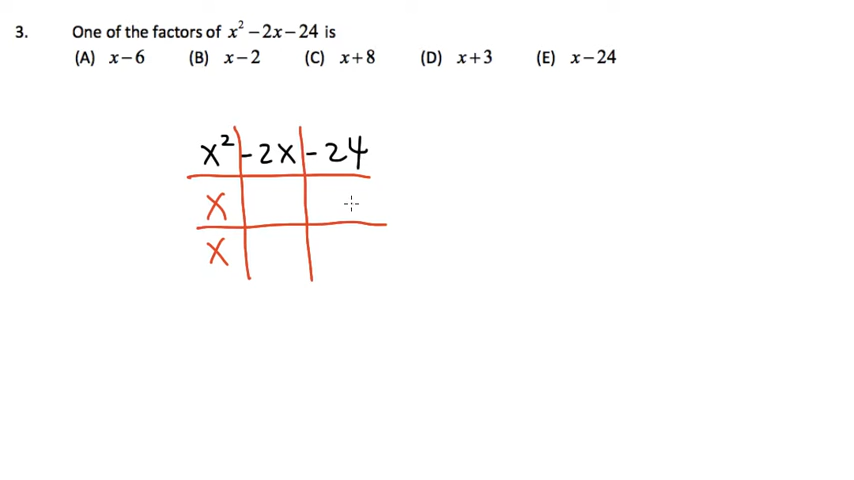 3. One of the factors of x² − 2x − 24 is
(A) x − 6 (B) x − 2 (C) x + 8 (D) x + 3 (E) x − 24
x² - 2x - 24
x
x